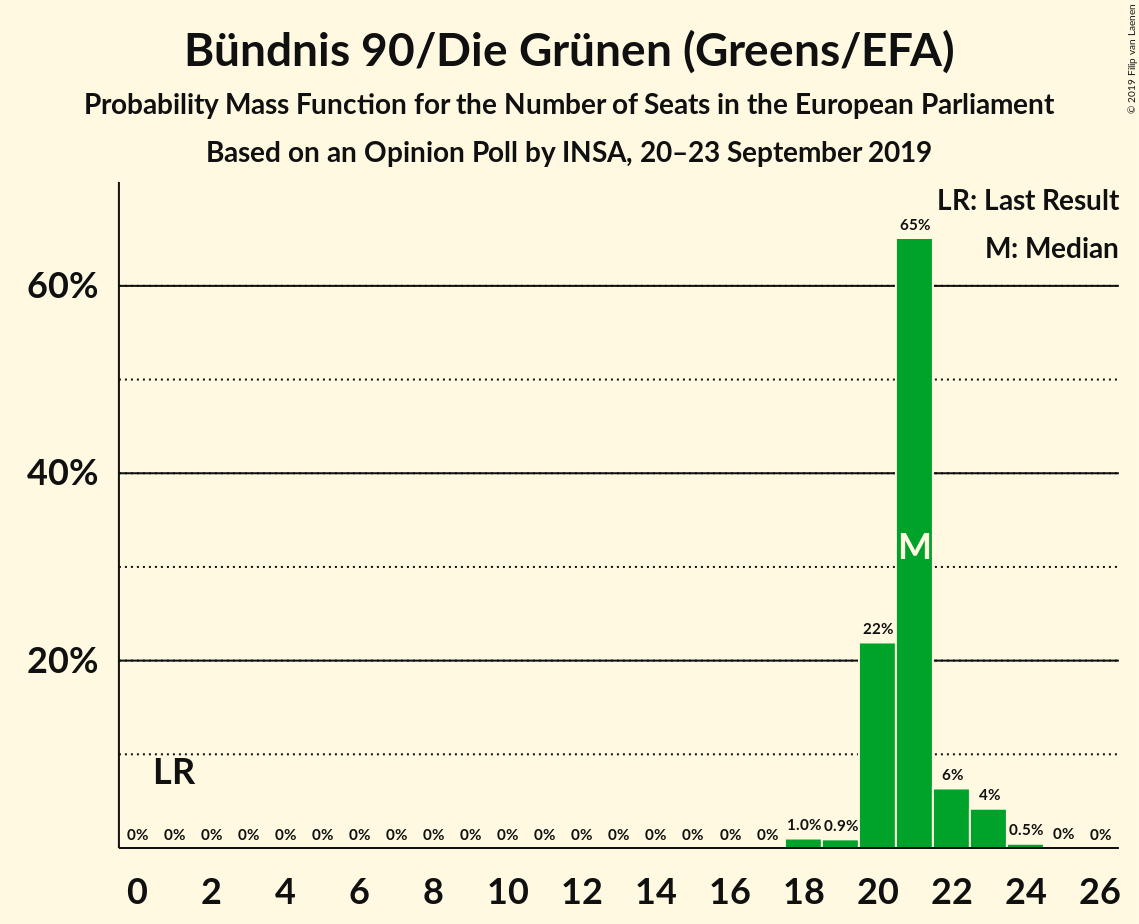 Bündnis 90/Die Grünen (Greens/EFA)
Probability Mass Function for the Number of Seats in the European Parliament
Based on an Opinion Poll by INSA, 20–23 September 2019
© 2019 Filip van Laenen
LR: Last Result
M: Median
65%
60%
40%
M
22%
20%
LR
6%
4%
0% 0% 0% 0% 0% 0% 0% 0% 0% 0% 0% 0% 0% 0% 0% 0% 0% 0% 1.0% 0.9% 0.5% 0% 0%
0 2 4 6 8 10 12 14 16 18 20 22 24 26